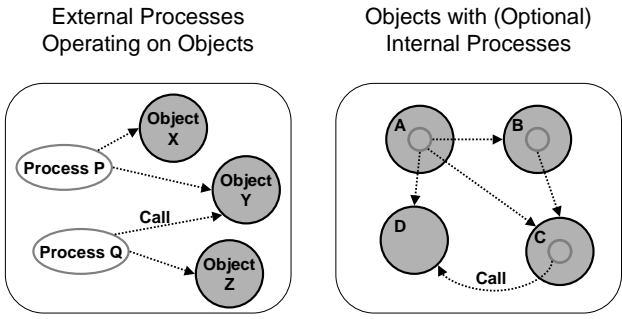 External Processes
Operating on Objects
Objects with (Optional)
Internal Processes
Object
X
Process P
Object
Y
Call
Process Q
Object
Z
A
B
D
C
Call